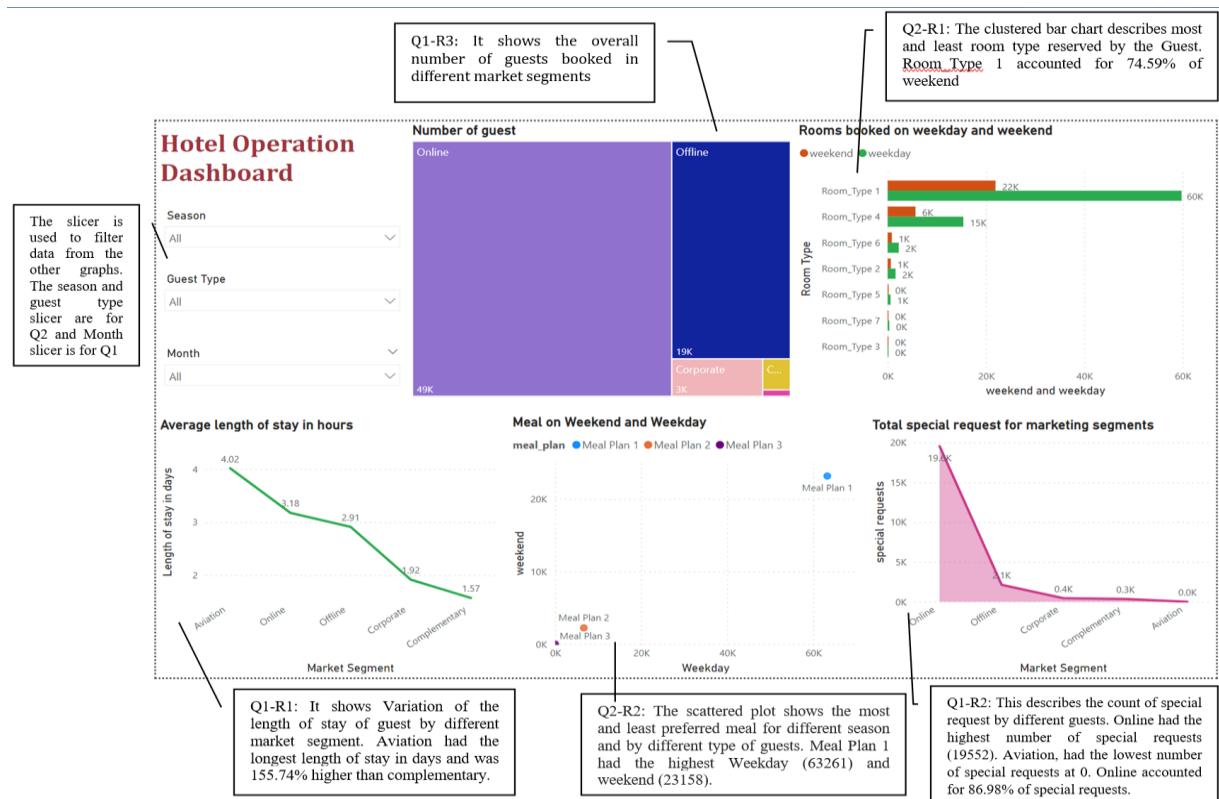 Q1-R3: It shows the overall
number of guests booked in
different market segments
Q2-R1: The clustered bar chart describes most
and least room type reserved by the Guest.
Room_Type 1 accounted for 74.59% of
weekend
The slicer is
used to filter
data from the
other graphs.
The season and
guest type
slicer are for
Q2 and Month
slicer is for Q1
Hotel Operation
Dashboard
Season
All
Guest Type
All
Month
All
Number of guest
Online
49K
Offline
19K
Corporate
3K
C...
Rooms booked on weekday and weekend
weekend weekday
Room Type
Room_Type 1
22K
60K
Room_Type 4
6K
15K
Room_Type 6
1K
2K
Room_Type 2
1K
2K
Room_Type 5
0K
1K
Room_Type 7
0K
0K
Room_Type 3
0K
0K
0K 20K 40K 60K
weekend and weekday
Average length of stay in hours
Length of stay in days
4
3
2
4.02
3.18
2.91
1.92
1.57
Aviation
Online
Offline
Corporate
Complementary
Market Segment
Meal on Weekend and Weekday
meal_plan Meal Plan 1 Meal Plan 2 Meal Plan 3
weekend
20K
10K
0K
Meal Plan 1
Meal Plan 2
Meal Plan 3
0K 20K 40K 60K
Weekday
Total special request for marketing segments
special requests
20K
15K
10K
5K
0K
19.6K
2.1K
0.4K
0.3K
0.0K
Online
Offline
Corporate
Complementary
Aviation
Market Segment
Q1-R1: It shows Variation of the
length of stay of guest by different
market segment. Aviation had the
longest length of stay in days and was
155.74% higher than complementary.
Q2-R2: The scattered plot shows the most
and least preferred meal for different season
and by different type of guests. Meal Plan 1
had the highest Weekday (63261) and
weekend (23158).
Q1-R2: This describes the count of special
request by different guests. Online had the
highest number of special requests
(19552). Aviation, had the lowest number
of special requests at 0. Online accounted
for 86.98% of special requests.